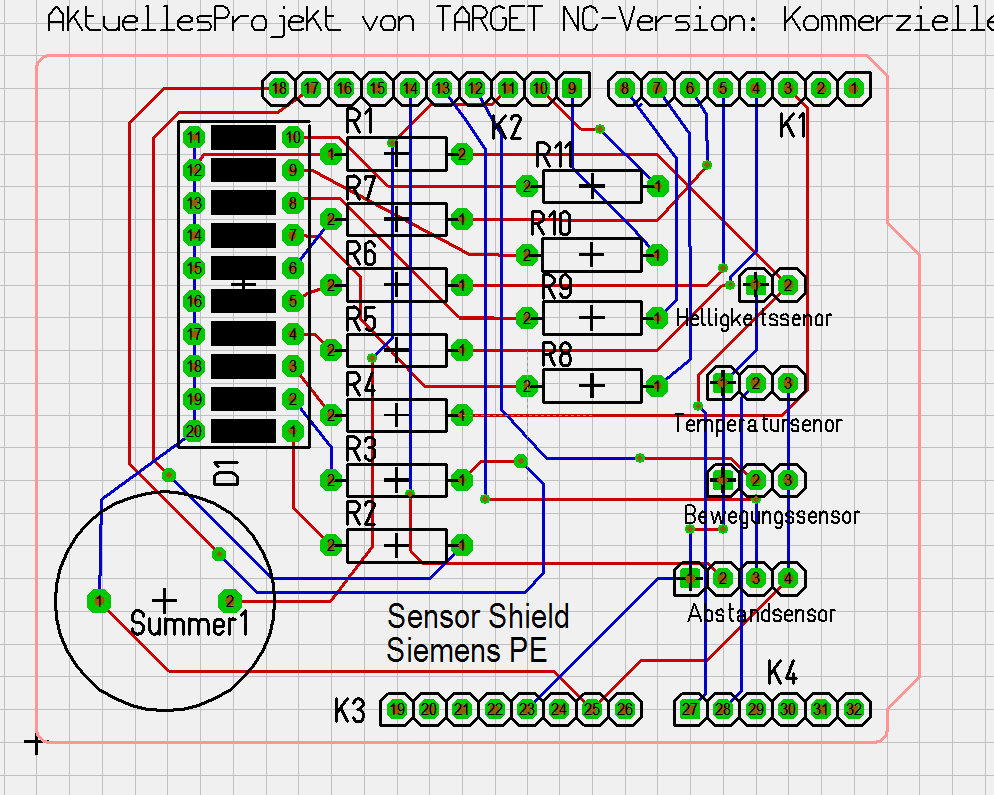 AktuellesProjekt von TARGET NC-Version: Kommerzielle
18 17 16 15 14 13 12 11 10 9 8 7 6 5 4 3 2 1
K2 K1
R1 1 2
R11 2 1
R7 2 1
R10 2 1
R6 2 1
R9 2 1
R5 2 1
R8 2 1
R4 2 1
R3 2 1
R2 2 1
11 10
12 9
13 8
14 7
15 6
16 5
17 4
18 3
19 2
20 1
D1
1 2
Helligkeitssenor
1 2 3
Temperatursenor
1 2 3
Bewegungssensor
1 2 3 4
Abstandsensor
1 2
Summer1
Sensor Shield
Siemens PE
K4
K3 19 20 21 22 23 24 25 26 27 28 29 30 31 32